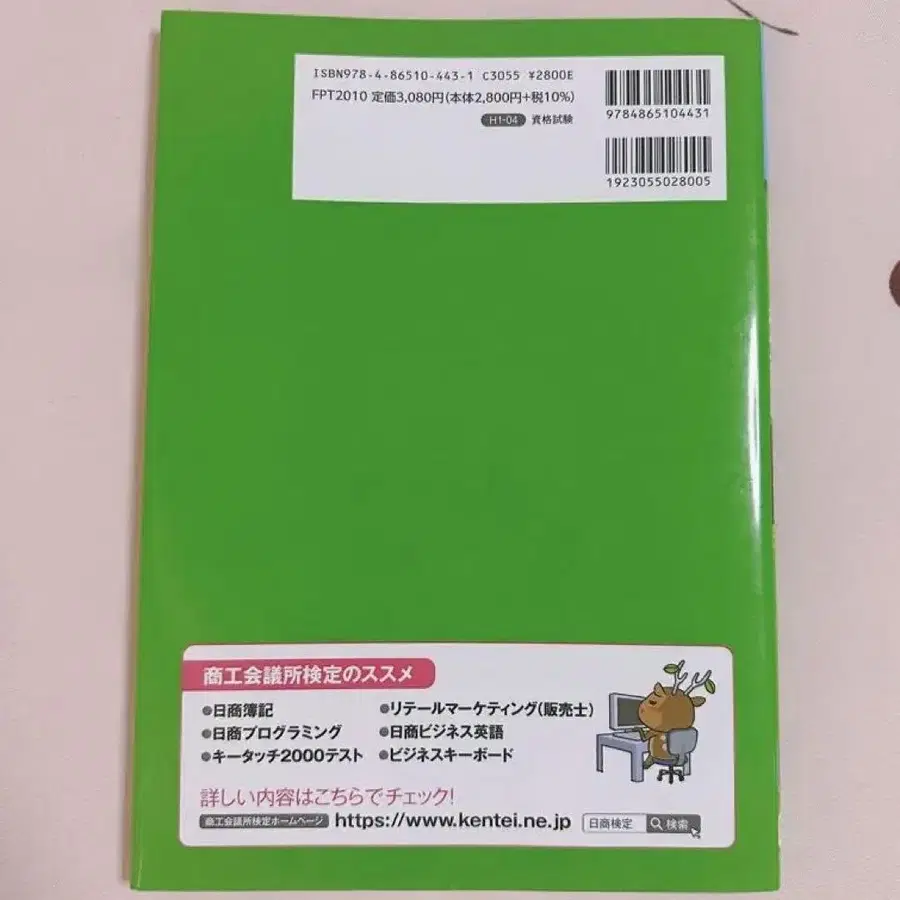 ISBN978-4-86510-443-1 C3055 ¥2800E
FPT2010 定価3,080円(本体2,800円+税10%)
H1-04 資格試験
9784865104431
1923055028005
商工会議所検定のススメ
●日商簿記
●リテールマーケティング(販売士)
●日商プログラミング
●日商ビジネス英語
●キータッチ2000テスト
●ビジネスキーボード
詳しい内容はこちらでチェック!
商工会議所検定ホームページ https://www.kentei.ne.jp 日商検定 検索